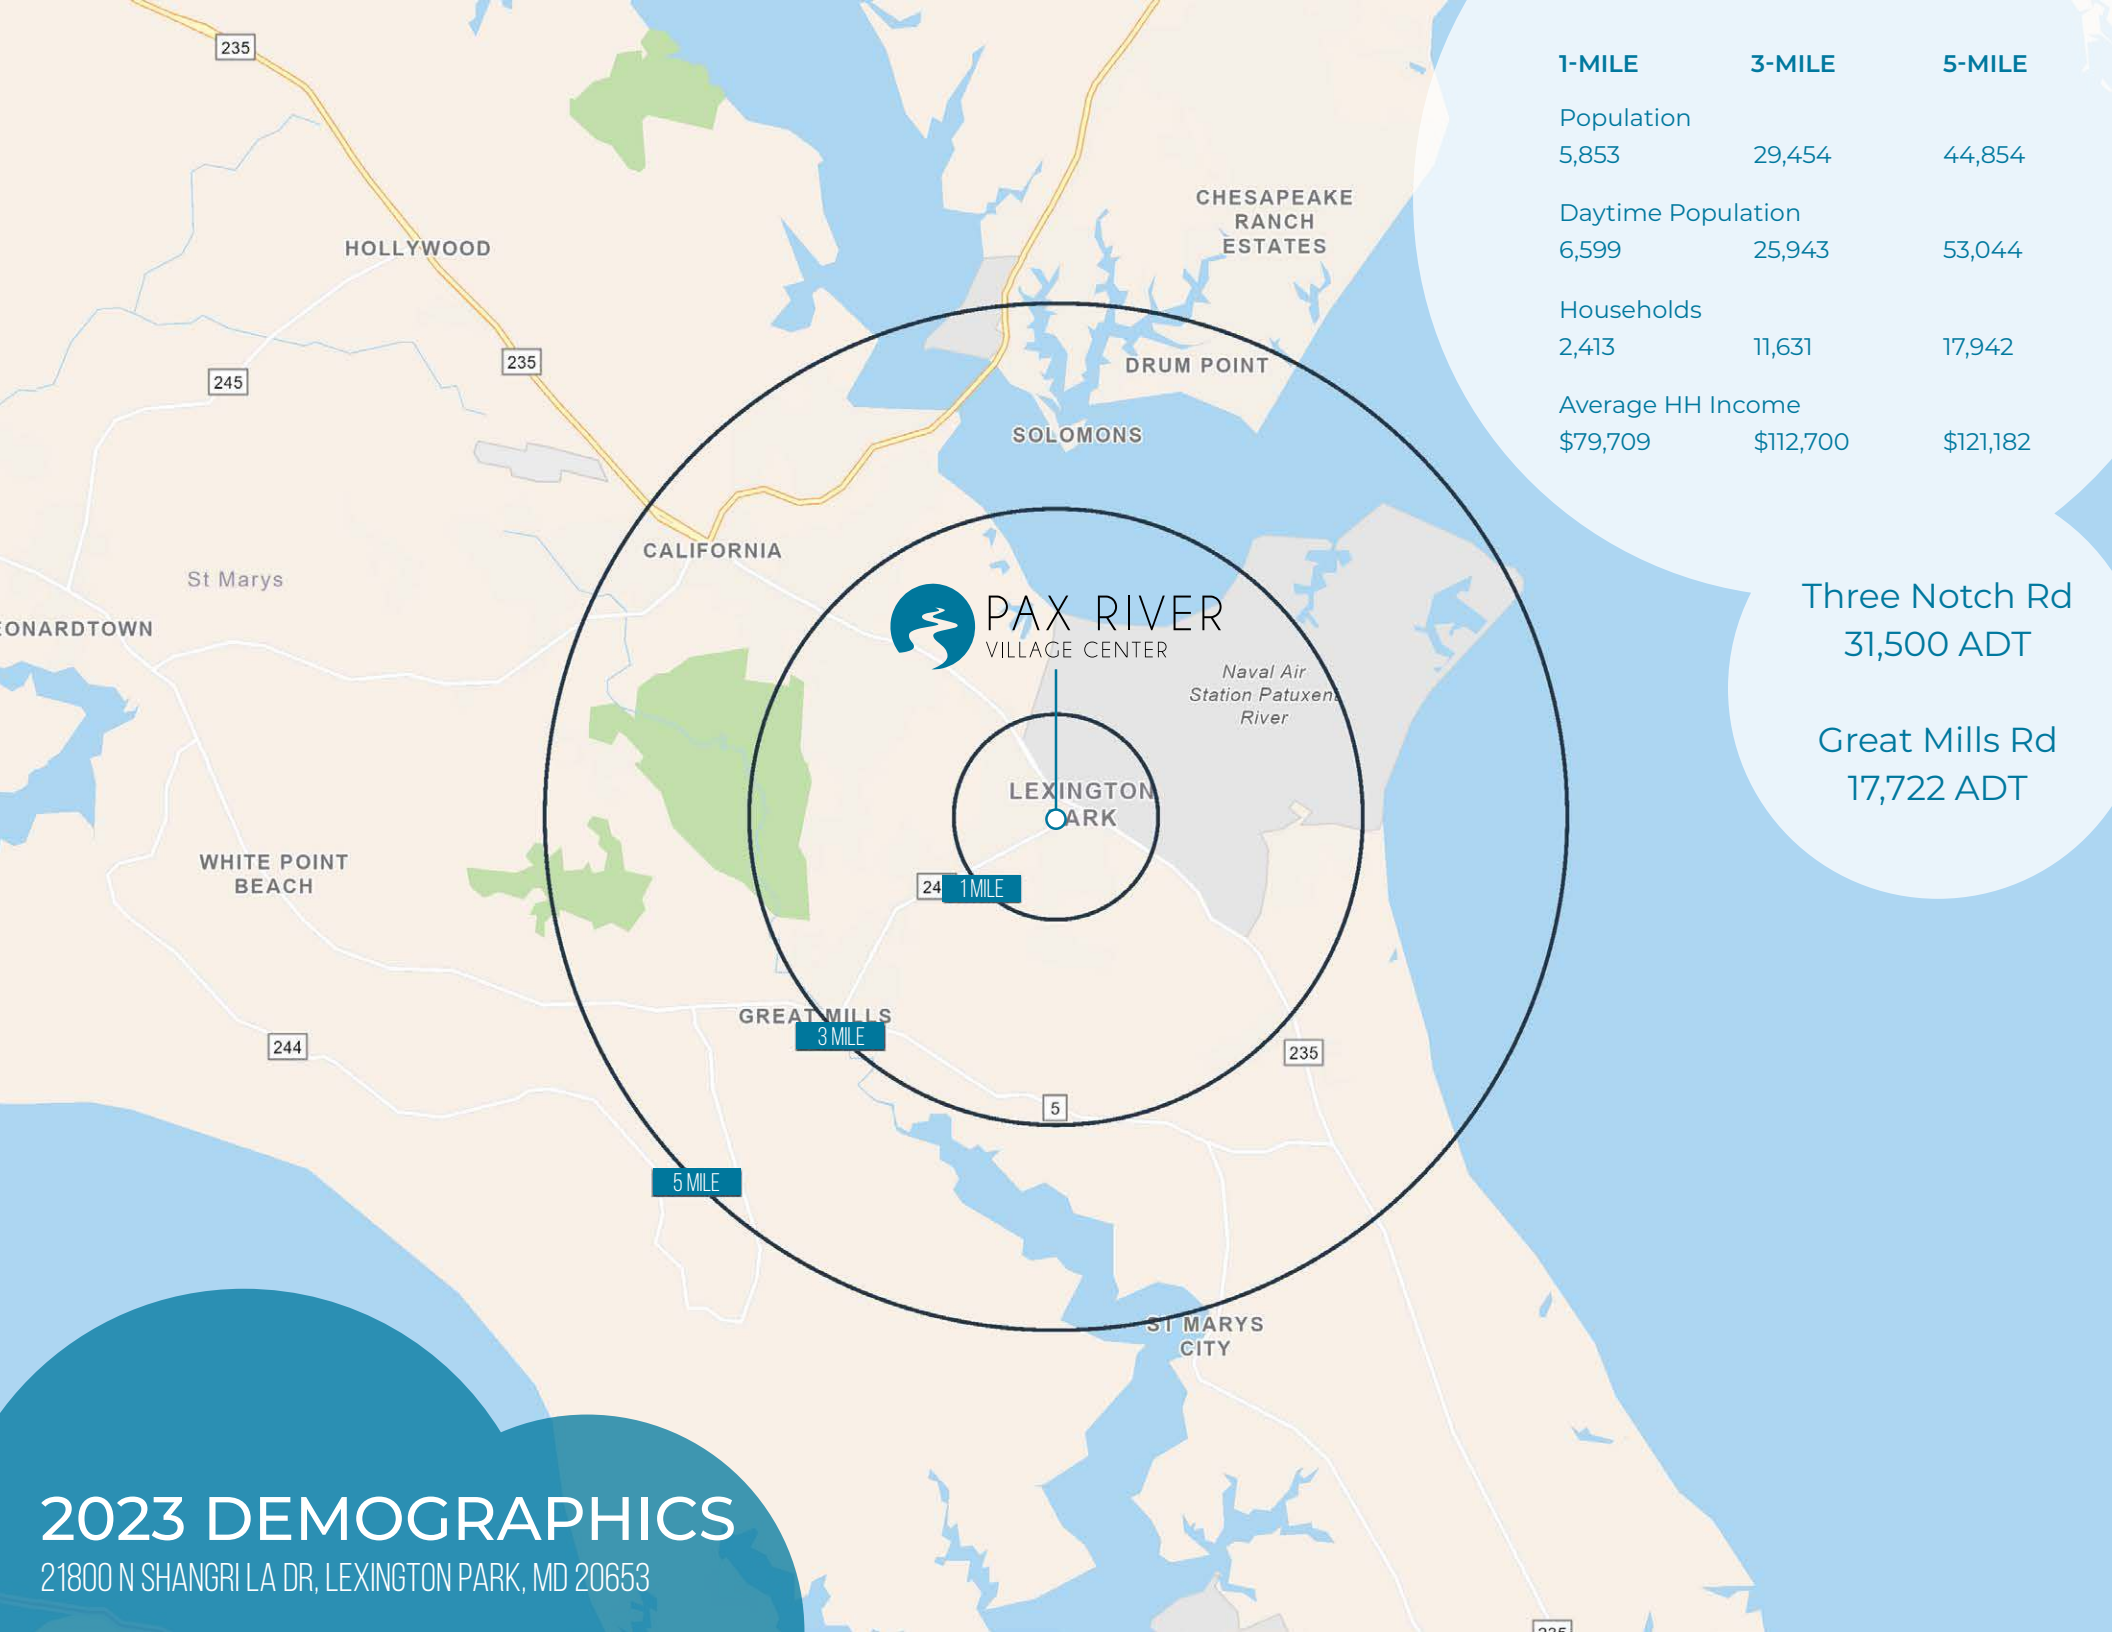 1-MILE 3-MILE 5-MILE
Population
5,853 29,454 44,854
Daytime Population
6,599 25,943 53,044
Households
2,413 11,631 17,942
Average HH Income
$79,709 $112,700 $121,182
Three Notch Rd
31,500 ADT
Great Mills Rd
17,722 ADT
235
CHESAPEAKE
RANCH
ESTATES
HOLLYWOOD
235
245
DRUM POINT
SOLOMONS
CALIFORNIA
St Marys
EONARDTOWN
PAX RIVER
VILLAGE CENTER
Naval Air
Station Patuxent
River
LEXINGTON
ARK
WHITE POINT
BEACH
24
1 MILE
GREAT MILLS
3 MILE
244
235
5
5 MILE
ST MARYS
CITY
235
2023 DEMOGRAPHICS
21800 N SHANGRI LA DR, LEXINGTON PARK, MD 20653